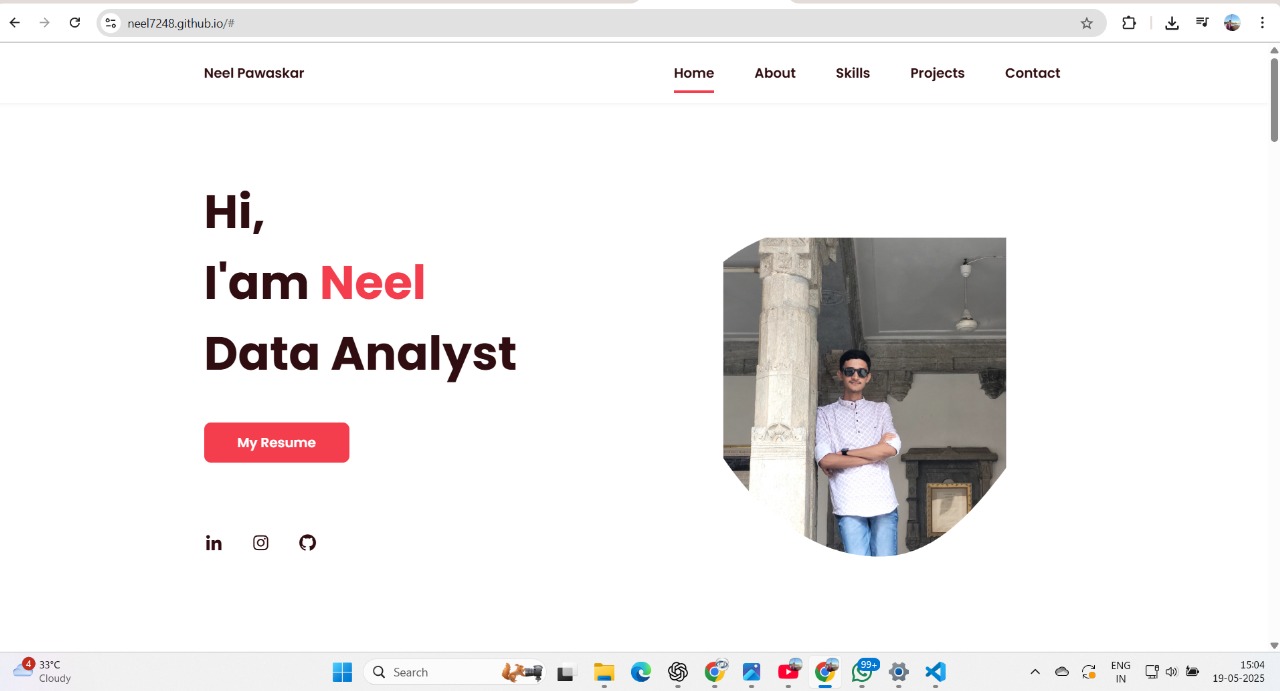 neel7248.github.io/#
Neel Pawaskar
Home
About
Skills
Projects
Contact
Hi,
I'am Neel
Data Analyst
My Resume
in
4
33°C
Cloudy
Search
99+
ENG
IN
15:04
19-05-2025